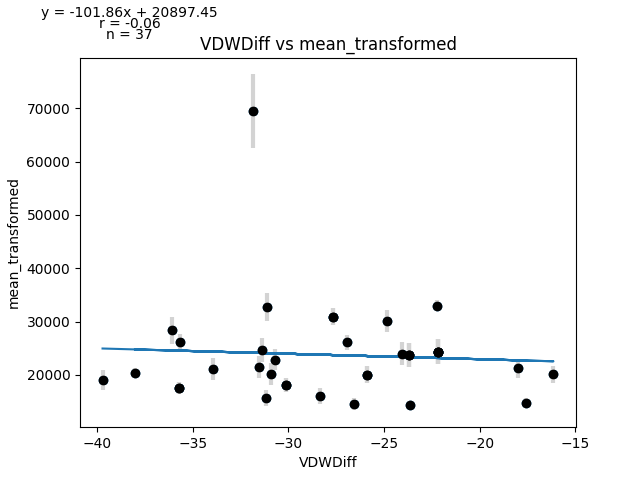 y = -101.86x + 20897.45
r = -0.06
n = 37
VDWDiff vs mean_transformed
mean_transformed
70000
60000
50000
40000
30000
20000
−40
−35
−30
−25
−20
−15
VDWDiff